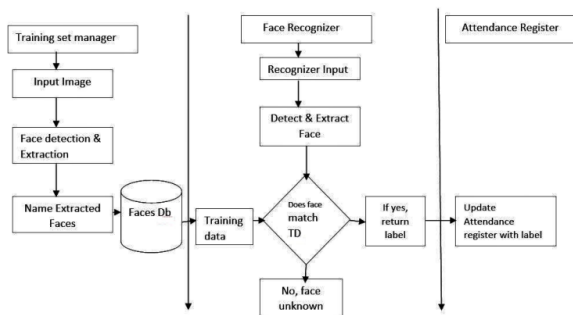 Training set manager
Input Image
Face detection &
Extraction
Name Extracted
Faces
Faces Db
Face Recognizer
Recognizer Input
Detect & Extract
Face
Training
data
Does face
match
TD
If yes,
return
label
No, face
unknown
Attendance Register
Update
Attendance
register with label